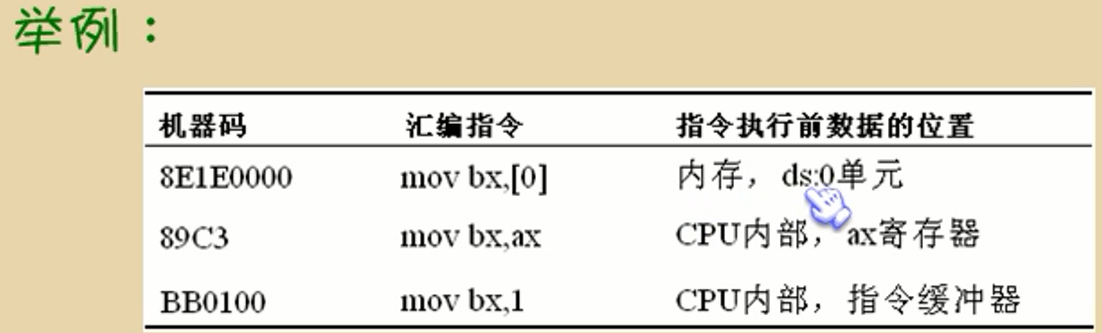 举例：
机器码 汇编指令 指令执行前数据的位置
8E1E0000 mov bx,[0] 内存，ds:0单元
89C3 mov bx,ax CPU内部，ax寄存器
BB0100 mov bx,1 CPU内部，指令缓冲器